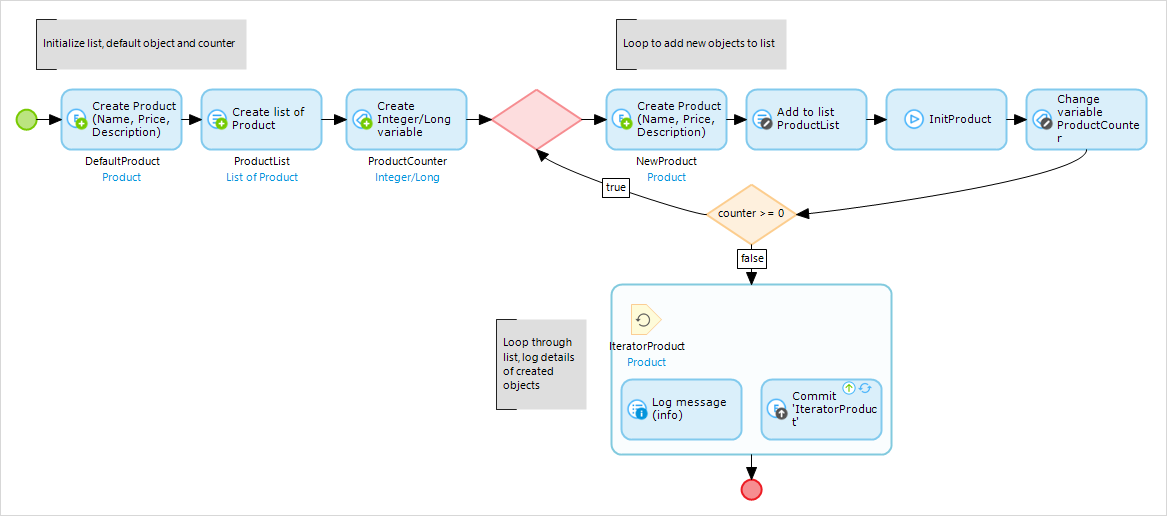 Initialize list, default object and counter
Loop to add new objects to list
Create Product
(Name, Price,
Description)
DefaultProduct
Product
Create list of
Product
ProductList
List of Product
Create
Integer/Long
variable
ProductCounter
Integer/Long
Create Product
(Name, Price,
Description)
NewProduct
Product
Add to list
ProductList
InitProduct
Change
variable
ProductCounte
r
true
counter >= 0
false
Loop through
list, log details
of created
objects
IteratorProduct
Product
Log message
(info)
Commit
'IteratorProduc
t'